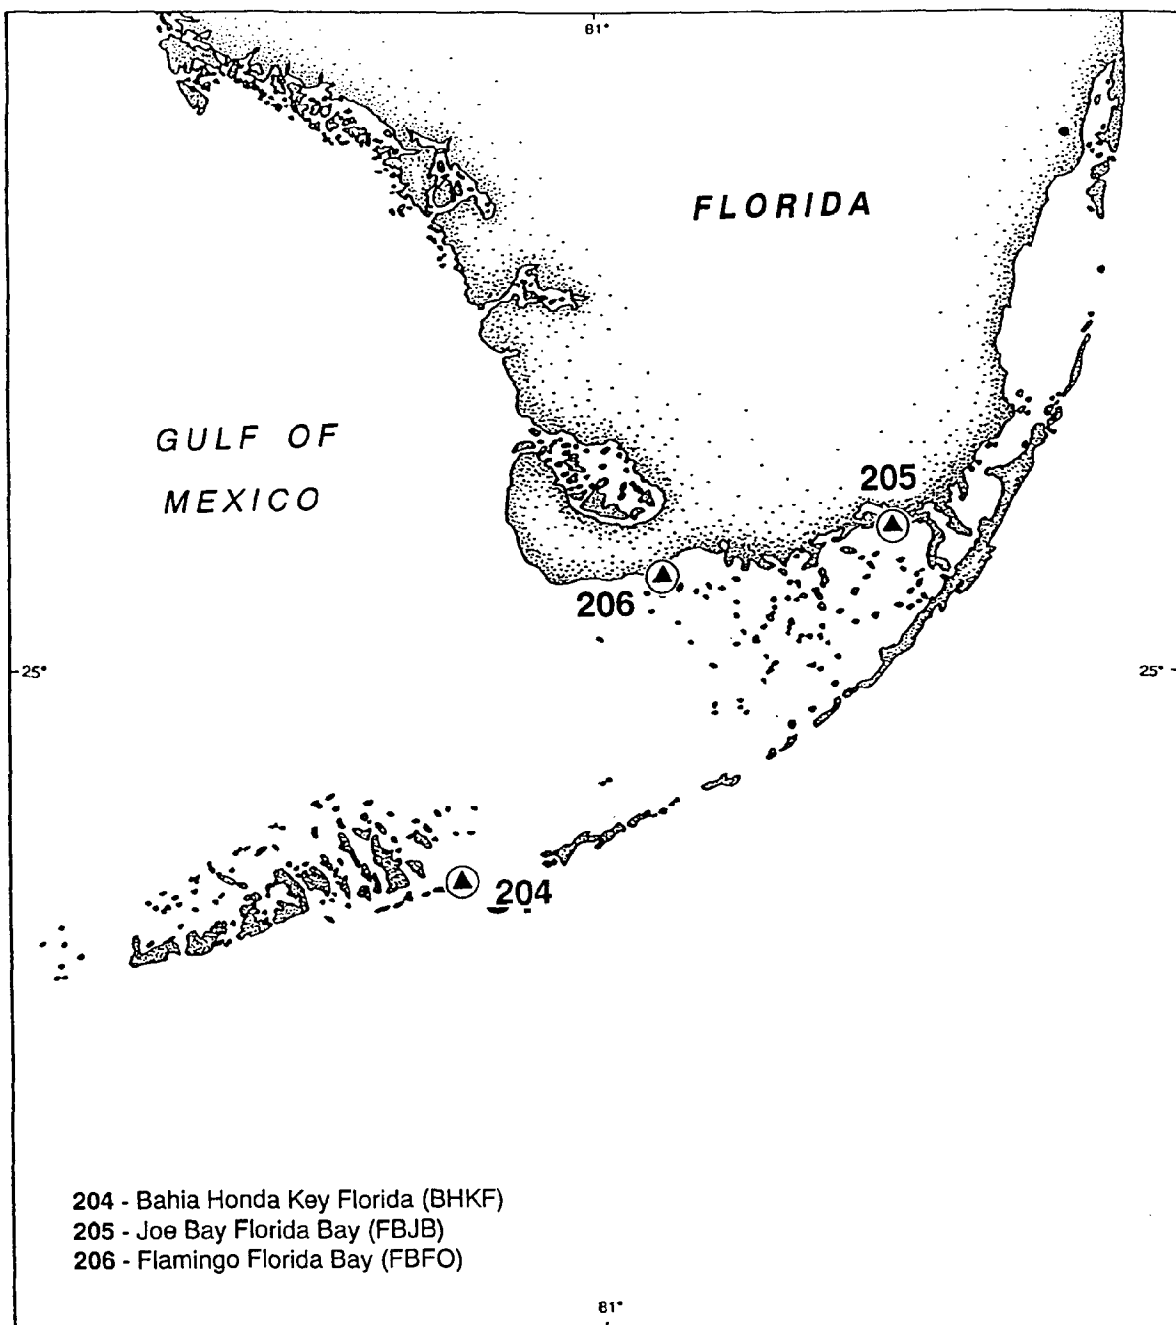 81°
FLORIDA
GULF OF
MEXICO
205
206
25°
25°
204
204 - Bahia Honda Key Florida (BHKF)
205 - Joe Bay Florida Bay (FBJB)
206 - Flamingo Florida Bay (FBFO)
81°